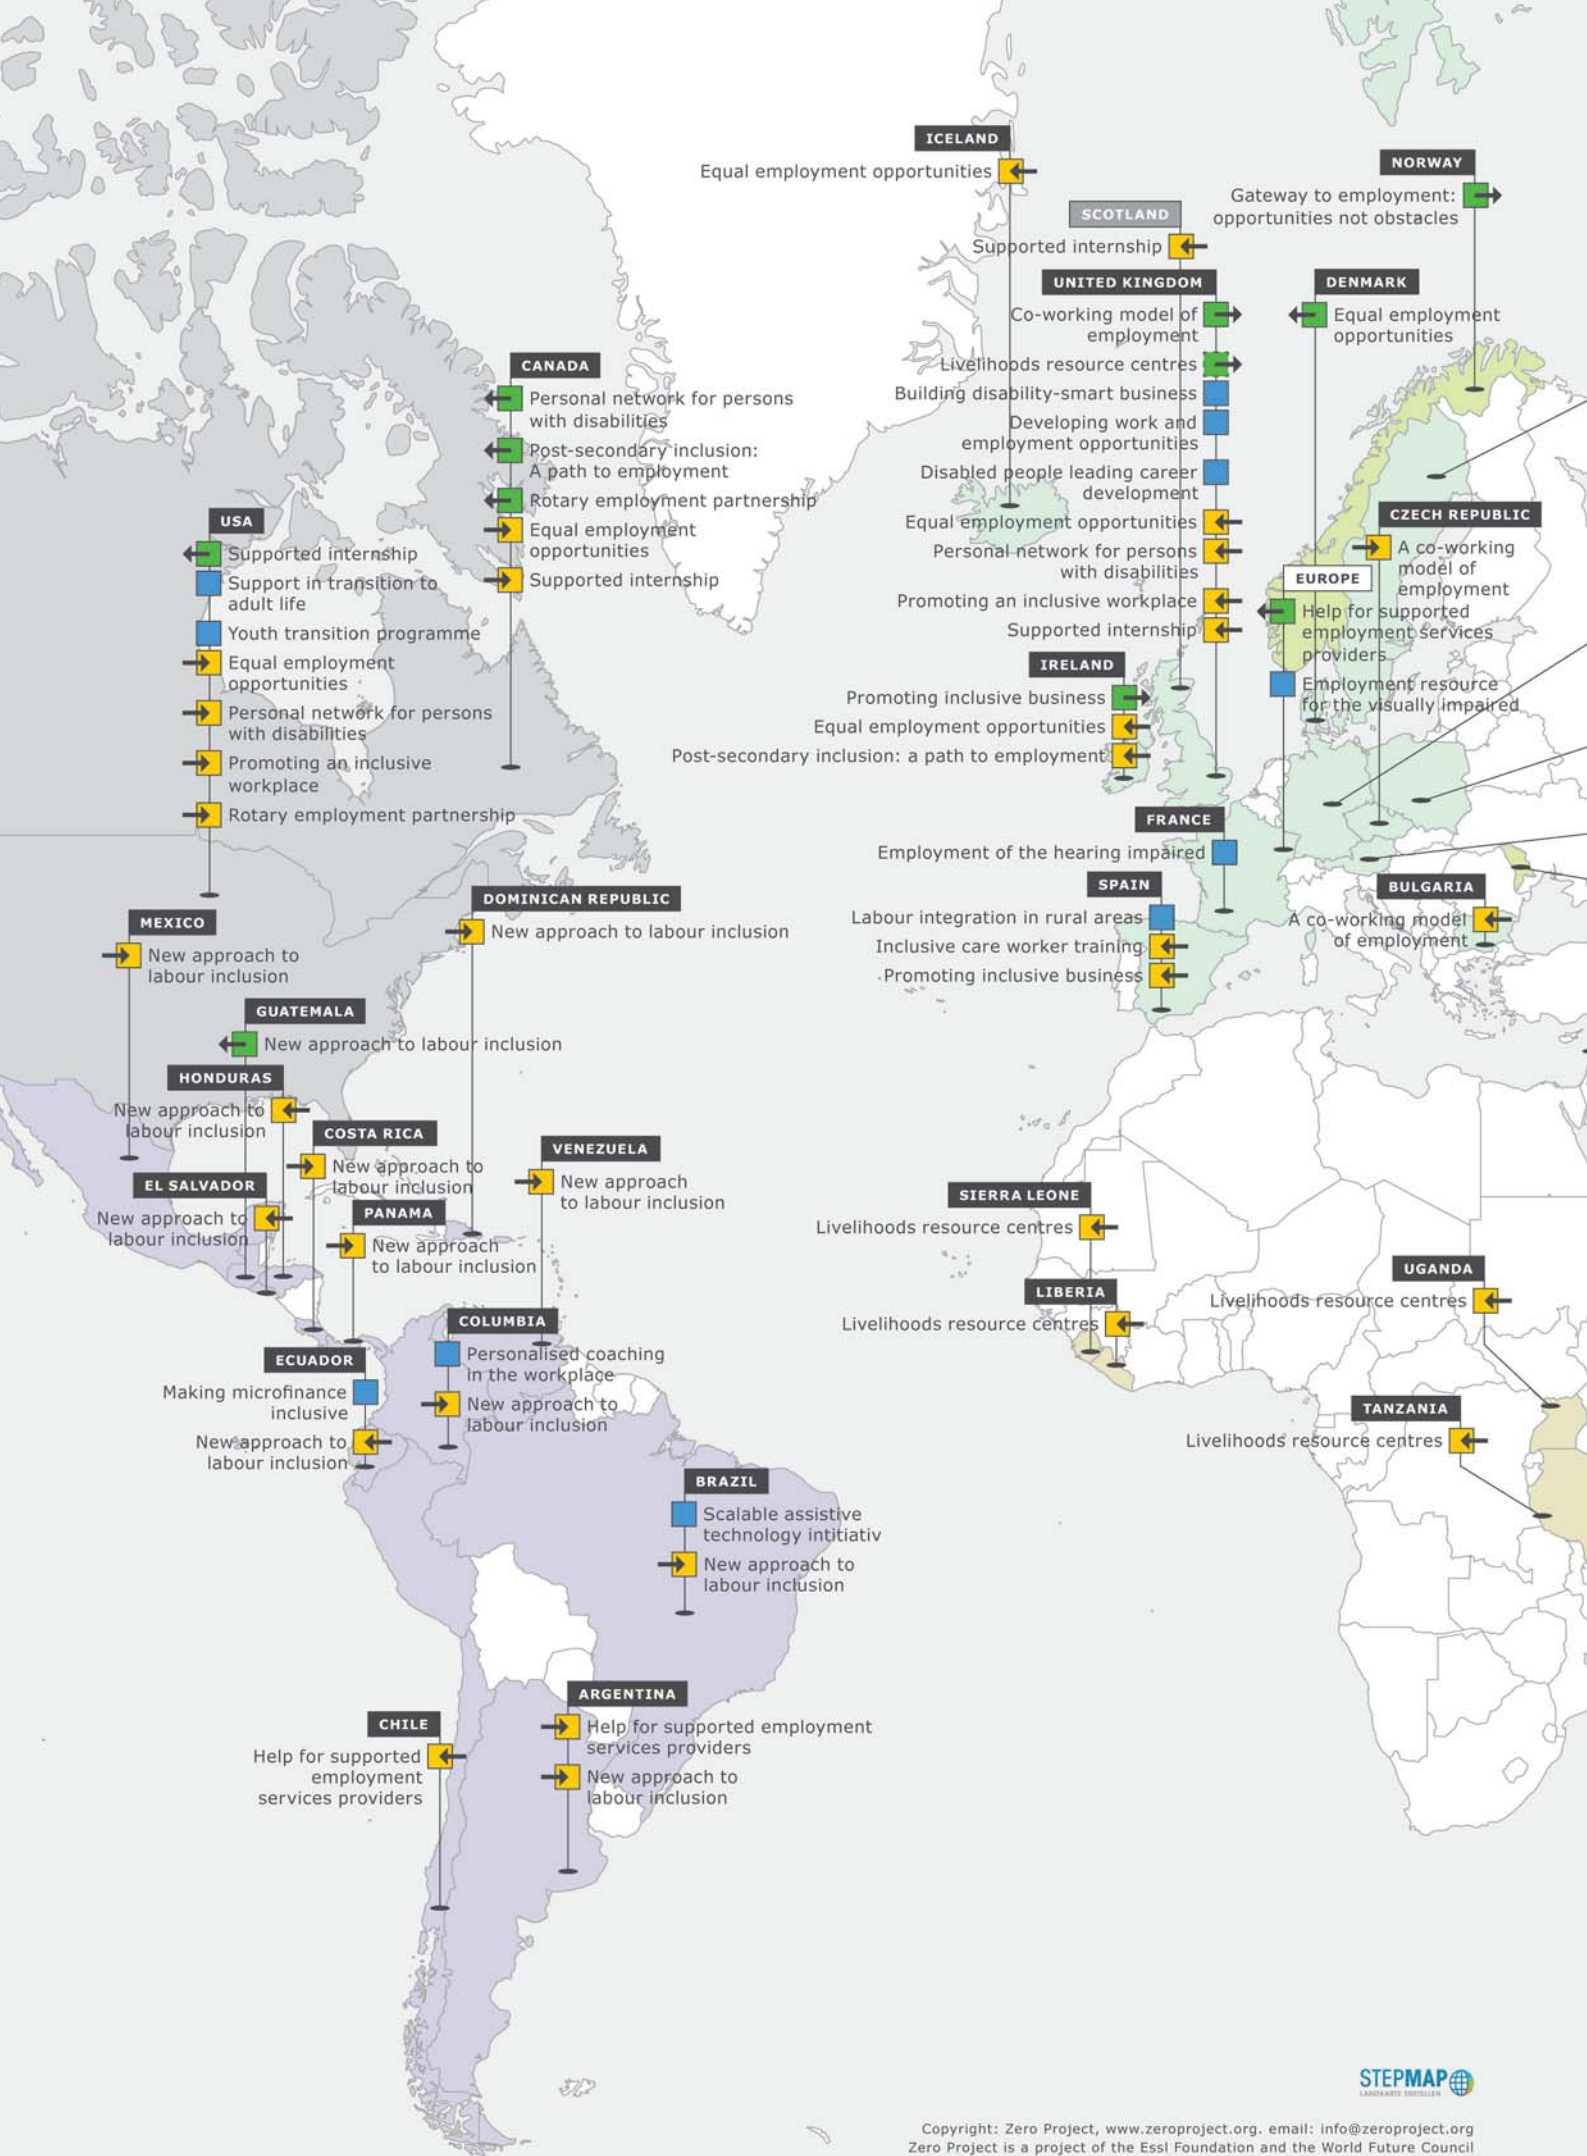 ICELAND
Equal employment opportunities
NORWAY
Gateway to employment:
opportunities not obstacles
SCOTLAND
Supported internship
UNITED KINGDOM
Co-working model of
employment
Livelihoods resource centres
Building disability-smart business
Developing work and
employment opportunities
Disabled people leading career
development
Equal employment opportunities
Personal network for persons
with disabilities
Promoting an inclusive workplace
Supported internship
DENMARK
Equal employment
opportunities
CANADA
Personal network for persons
with disabilities
Post-secondary inclusion:
A path to employment
Rotary employment partnership
Equal employment
opportunities
Supported internship
USA
Supported internship
Support in transition to
adult life
Youth transition programme
Equal employment
opportunities
Personal network for persons
with disabilities
Promoting an inclusive
workplace
Rotary employment partnership
CZECH REPUBLIC
A co-working
model of
employment
EUROPE
Help for supported
employment services
providers
Employment resource
for the visually impaired
IRELAND
Promoting inclusive business
Equal employment opportunities
Post-secondary inclusion: a path to employment
FRANCE
Employment of the hearing impaired
SPAIN
Labour integration in rural areas
Inclusive care worker training
Promoting inclusive business
BULGARIA
A co-working model
of employment
DOMINICAN REPUBLIC
New approach to labour inclusion
MEXICO
New approach to
labour inclusion
GUATEMALA
New approach to labour inclusion
HONDURAS
New approach to
labour inclusion
COSTA RICA
New approach to
labour inclusion
VENEZUELA
New approach
to labour inclusion
EL SALVADOR
New approach to
labour inclusion
PANAMA
New approach
to labour inclusion
SIERRA LEONE
Livelihoods resource centres
LIBERIA
Livelihoods resource centres
UGANDA
Livelihoods resource centres
TANZANIA
Livelihoods resource centres
COLUMBIA
Personalised coaching
in the workplace
New approach to
labour inclusion
ECUADOR
Making microfinance
inclusive
New approach to
labour inclusion
BRAZIL
Scalable assistive
technology intitiativ
New approach to
labour inclusion
ARGENTINA
Help for supported employment
services providers
New approach to
labour inclusion
CHILE
Help for supported
employment
services providers
STEPMAP
LANDKARTE ERSTELLEN
Copyright: Zero Project, www.zeroproject.org. email: info@zeroproject.org
Zero Project is a project of the Essl Foundation and the World Future Council